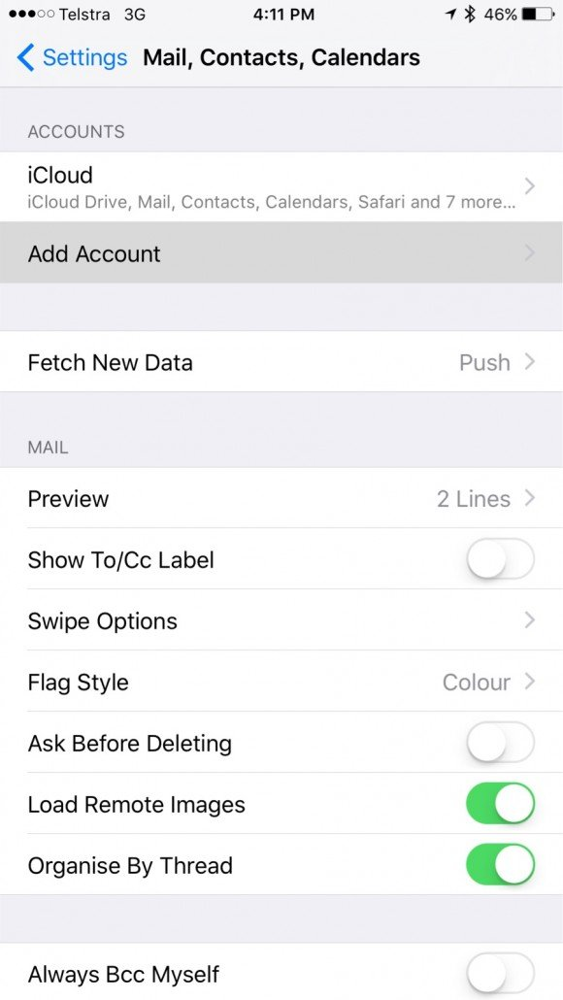 Telstra 3G 4:11 PM 46%
Settings Mail, Contacts, Calendars
ACCOUNTS
iCloud
iCloud Drive, Mail, Contacts, Calendars, Safari and 7 more...
Add Account
Fetch New Data Push
MAIL
Preview 2 Lines
Show To/Cc Label
Swipe Options
Flag Style Colour
Ask Before Deleting
Load Remote Images
Organise By Thread
Always Bcc Myself